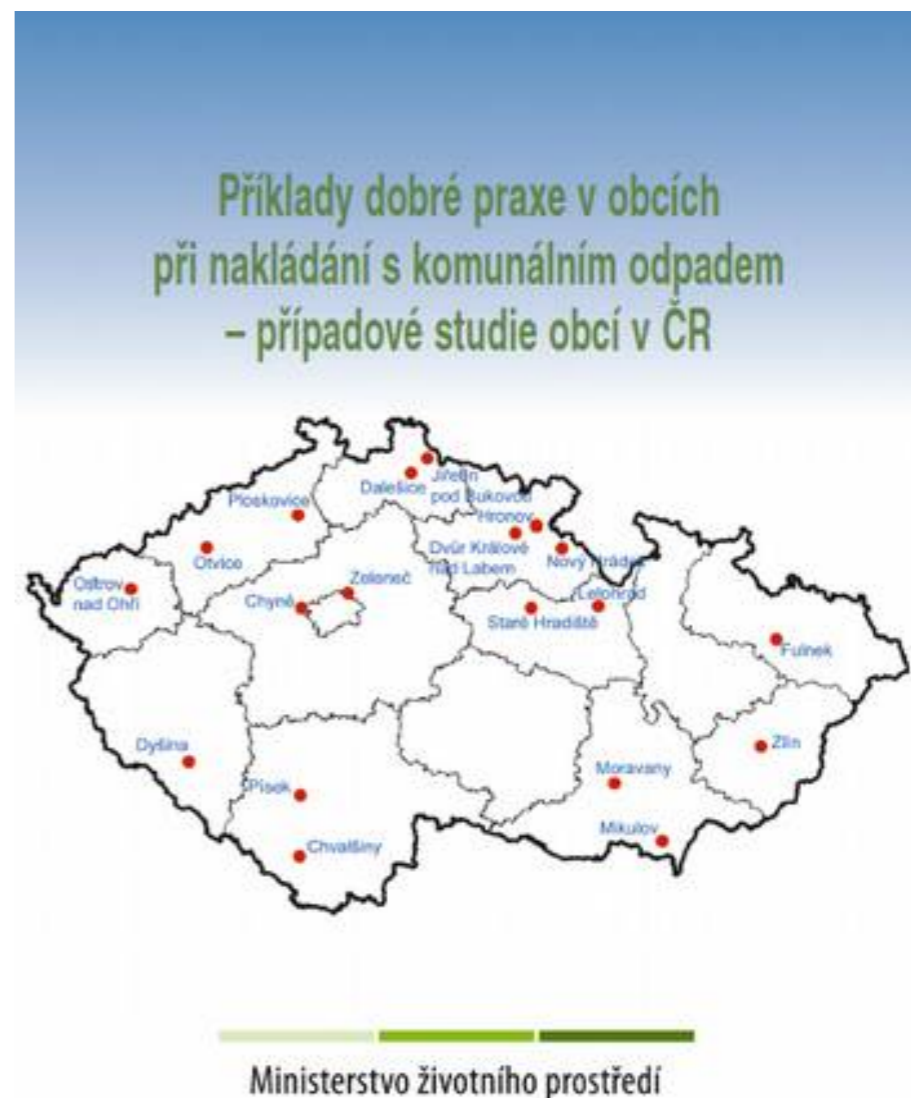 Příklady dobré praxe v obcích
při nakládání s komunálním odpadem
– případové studie obcí v ČR
Jiřetín
pod Bukovou
Dalešice
Ploskovice
Hronov
Otvice
Dvůr Králové
nad Labem
Nový Hrádek
Ostrov
nad Ohří
Zeleneč
Chyně
Letohrad
Staré Hradiště
Fulnek
Dyšina
Zlín
Moravany
Písek
Mikulov
Chvalšiny
Ministerstvo životního prostředí